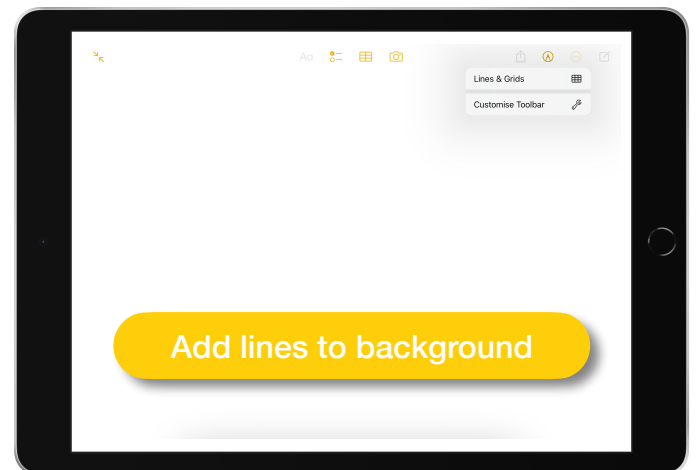 Aa
Lines & Grids
Customise Toolbar
Add lines to background